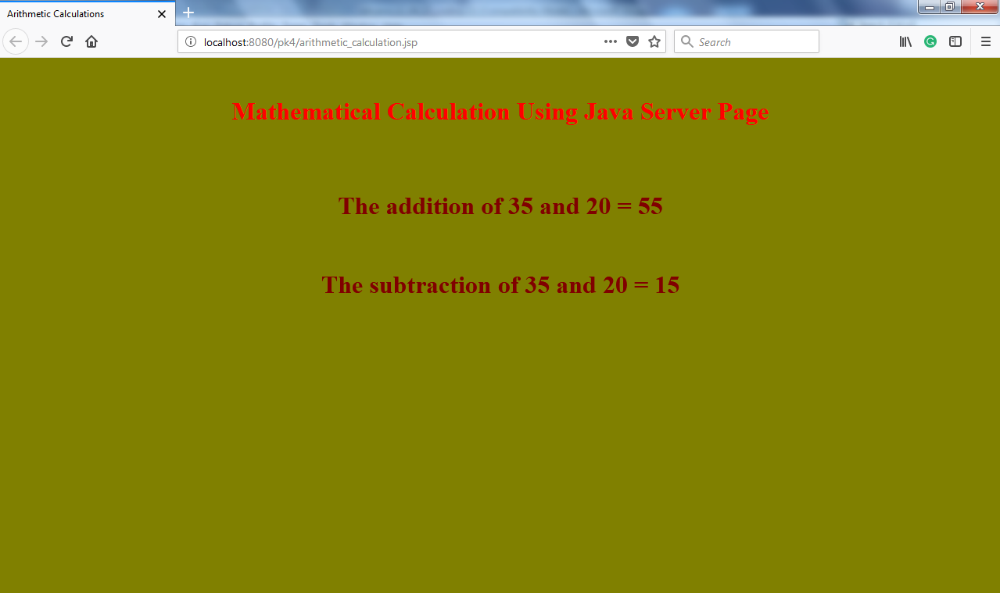 Arithmetic Calculations
localhost:8080/pk4/arithmetic_calculation.jsp
Search
Mathematical Calculation Using Java Server Page
The addition of 35 and 20 = 55
The subtraction of 35 and 20 = 15